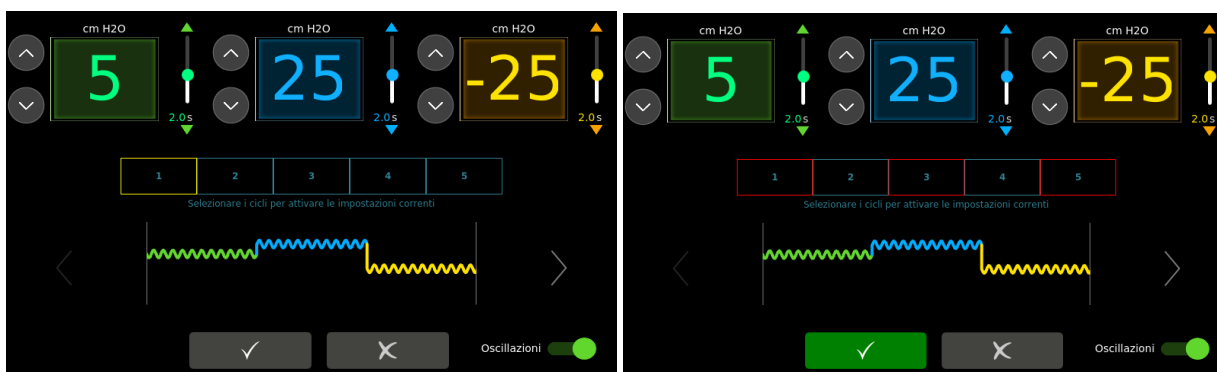 cm H2O cm H2O cm H2O
5 25 -25
2.0 s 2.0 s 2.0 s
1 2 3 4 5
Selezionare i cicli per attivare le impostazioni correnti
Oscillazioni
cm H2O cm H2O cm H2O
5 25 -25
2.0 s 2.0 s 2.0 s
1 2 3 4 5
Selezionare i cicli per attivare le impostazioni correnti
Oscillazioni